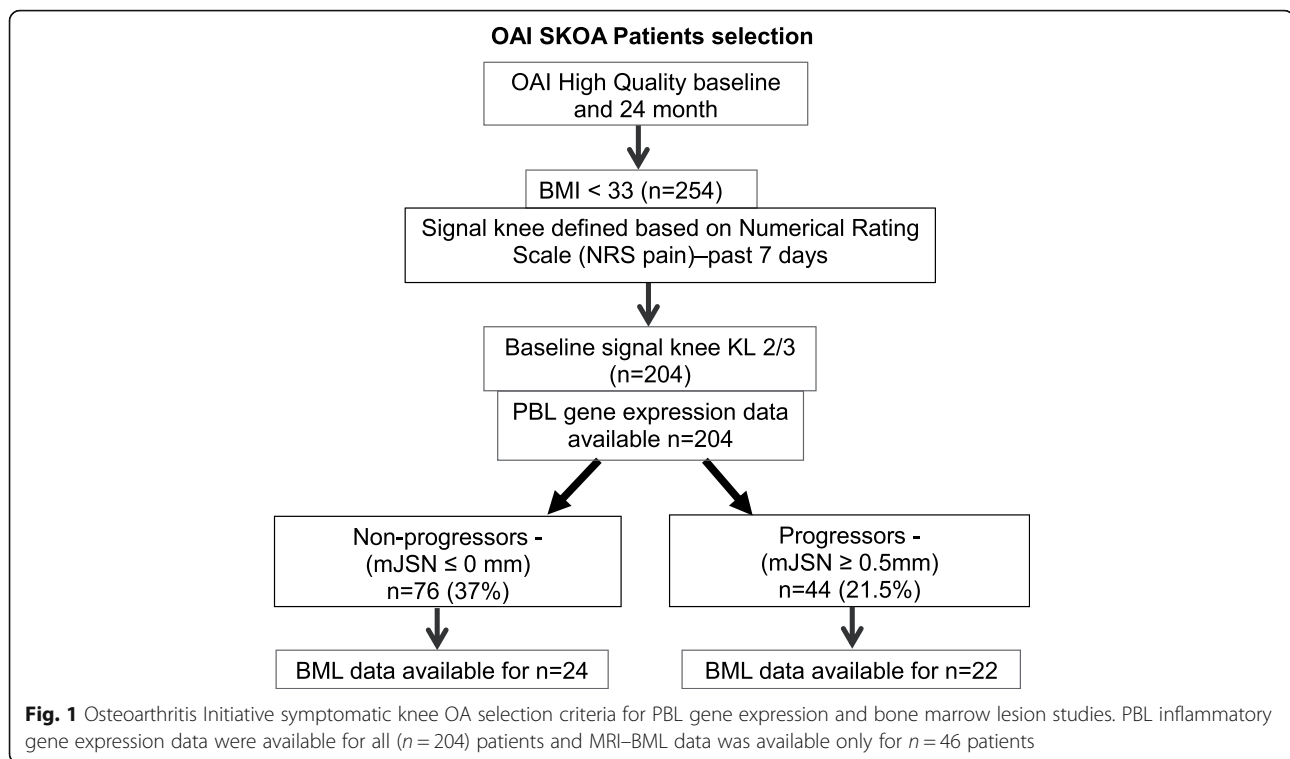 OAI SKOA Patients selection
OAI High Quality baseline
and 24 month
BMI < 33 (n=254)
Signal knee defined based on Numerical Rating
Scale (NRS pain)–past 7 days
Baseline signal knee KL 2/3
(n=204)
PBL gene expression data
available n=204
Non-progressors -
(mJSN ≤ 0 mm)
n=76 (37%)
Progressors -
(mJSN ≥ 0.5mm)
n=44 (21.5%)
BML data available for n=24
BML data available for n=22
Fig. 1 Osteoarthritis Initiative symptomatic knee OA selection criteria for PBL gene expression and bone marrow lesion studies. PBL inflammatory
gene expression data were available for all (n = 204) patients and MRI–BML data was available only for n = 46 patients